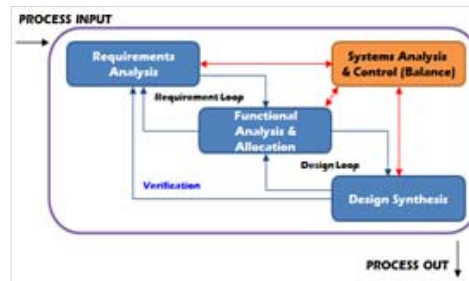 PROCESS INPUT
Requirements
Analysis
Systems Analysis
& Control (Balance)
Requirement Loop
Functional
Analysis &
Allocation
Design Loop
Verification
Design Synthesis
PROCESS OUT